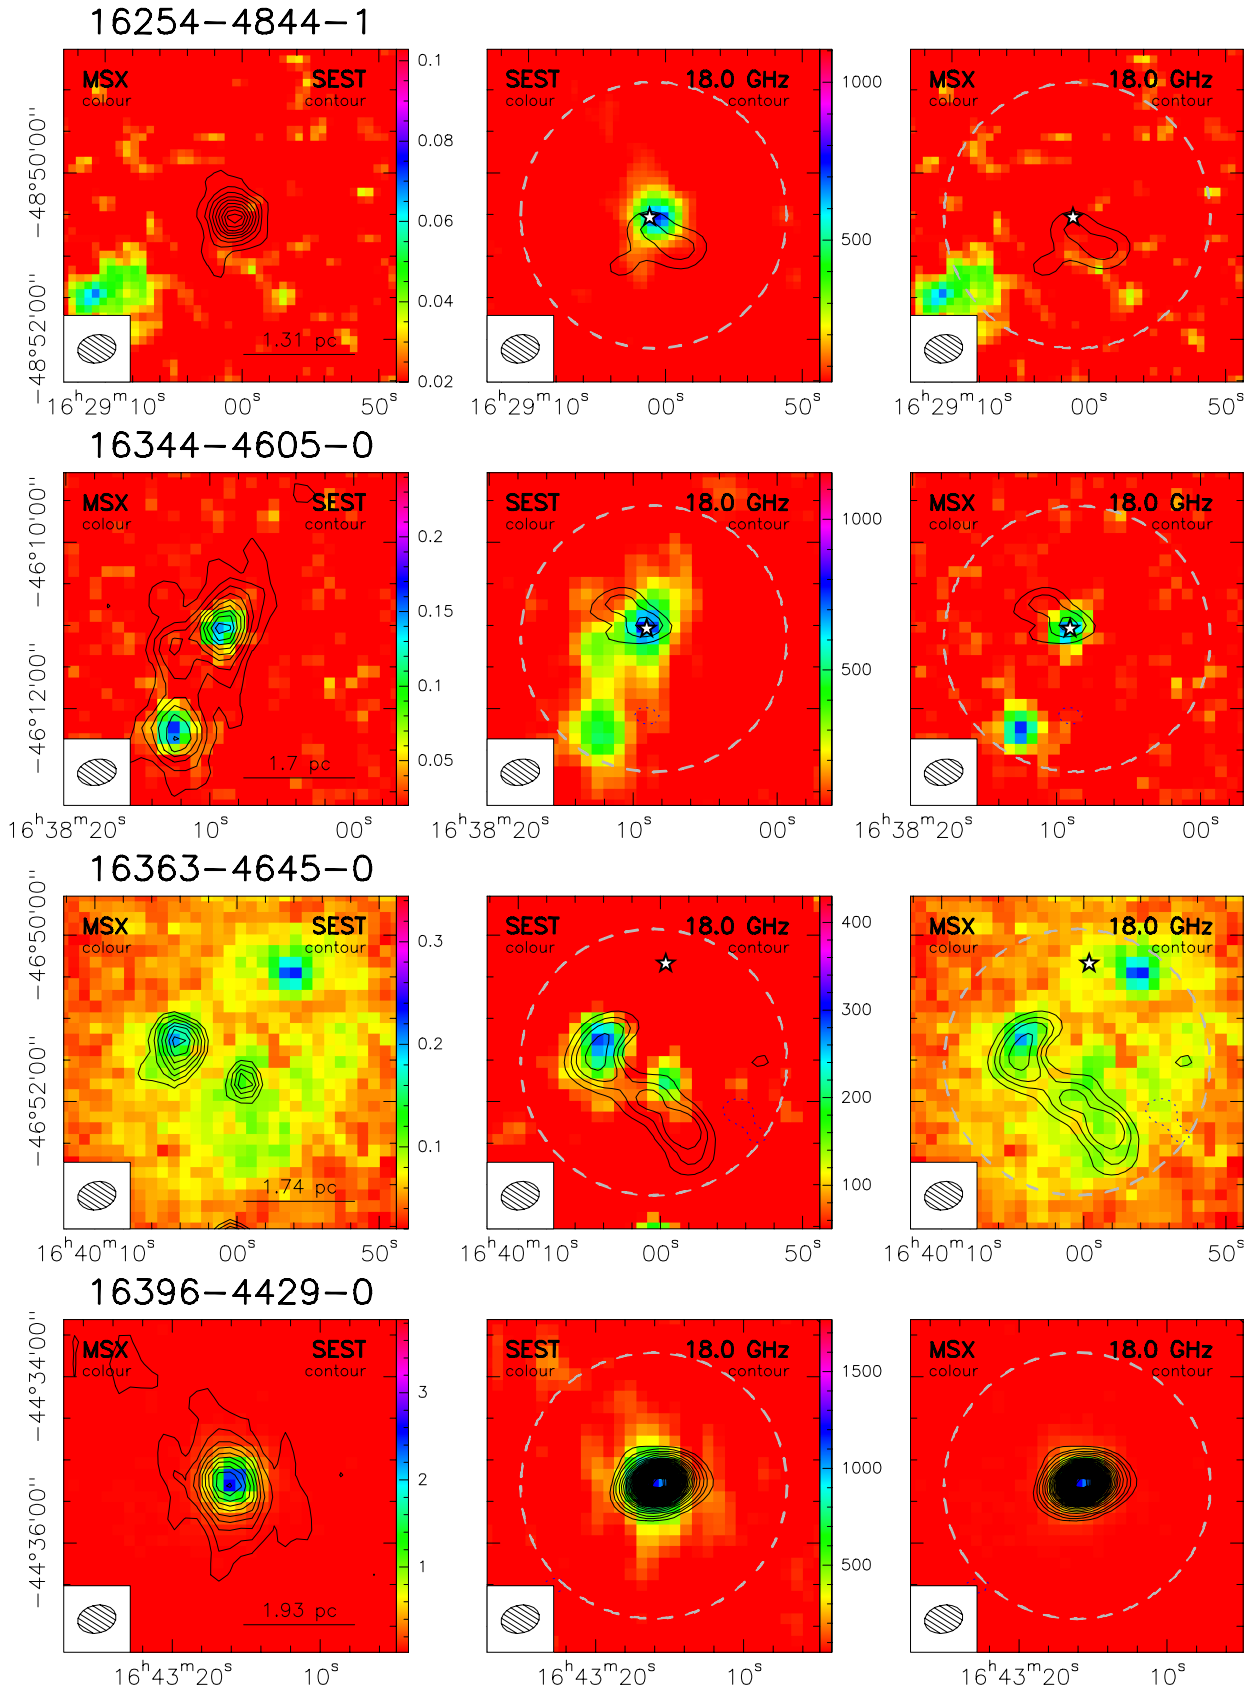 16254−4844−1
MSX SEST
colour contour
0.1
0.08
0.06
0.04
0.02
1.31 pc
−48°50'00''
−48°52'00''
16ʰ29ᵐ10ˢ 00ˢ 50ˢ
SEST 18.0 GHz
colour contour
1000
500
16ʰ29ᵐ10ˢ 00ˢ 50ˢ
MSX 18.0 GHz
colour contour
16ʰ29ᵐ10ˢ 00ˢ 50ˢ
16344−4605−0
MSX SEST
colour contour
0.2
0.15
0.1
0.05
1.7 pc
−46°10'00''
−46°12'00''
16ʰ38ᵐ20ˢ 10ˢ 00ˢ
SEST 18.0 GHz
colour contour
1000
500
16ʰ38ᵐ20ˢ 10ˢ 00ˢ
MSX 18.0 GHz
colour contour
16ʰ38ᵐ20ˢ 10ˢ 00ˢ
16363−4645−0
MSX SEST
colour contour
0.3
0.2
0.1
1.74 pc
−46°50'00''
−46°52'00''
16ʰ40ᵐ10ˢ 00ˢ 50ˢ
SEST 18.0 GHz
colour contour
400
300
200
100
16ʰ40ᵐ10ˢ 00ˢ 50ˢ
MSX 18.0 GHz
colour contour
16ʰ40ᵐ10ˢ 00ˢ 50ˢ
16396−4429−0
MSX SEST
colour contour
3
2
1
1.93 pc
−44°34'00''
−44°36'00''
16ʰ43ᵐ20ˢ 10ˢ
SEST 18.0 GHz
colour contour
1500
1000
500
16ʰ43ᵐ20ˢ 10ˢ
MSX 18.0 GHz
colour contour
16ʰ43ᵐ20ˢ 10ˢ